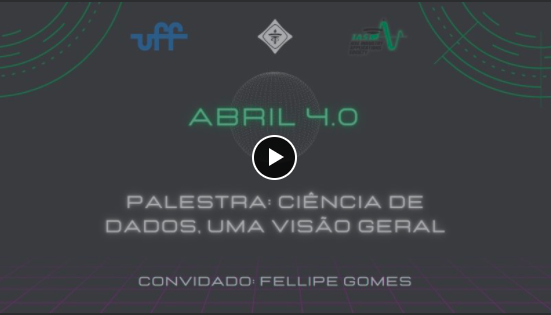 uff
ABRIL 4.0
PALESTRA: CIÊNCIA DE
DADOS, UMA VISÃO GERAL
CONVIDADO: FELLIPE GOMES